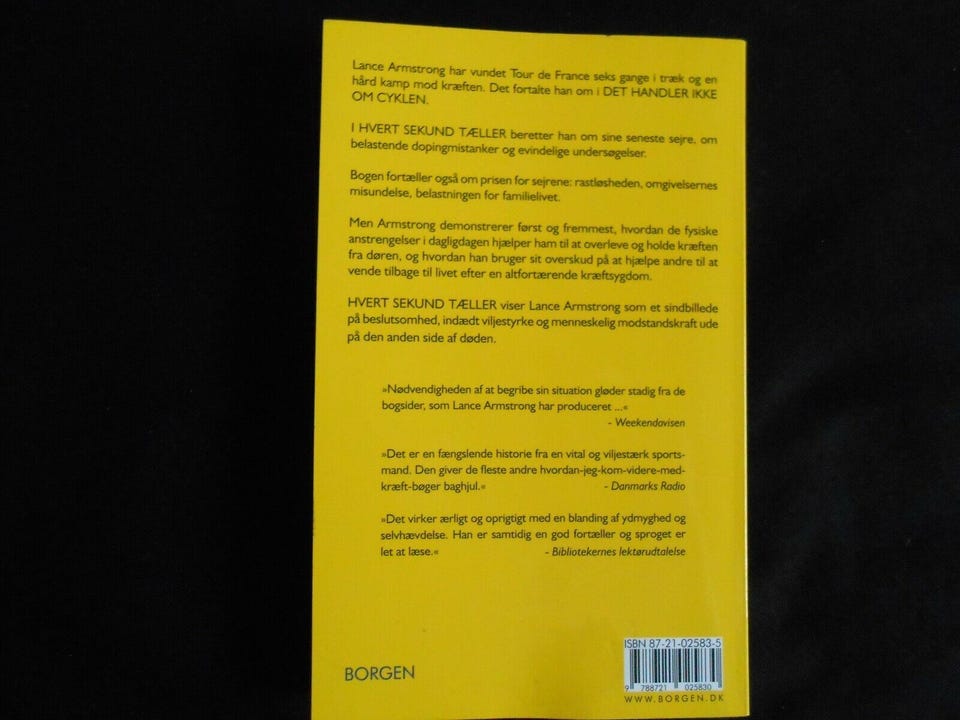 Lance Armstrong har vundet Tour de France seks gange i træk og en
hård kamp mod kræften. Det fortalte han om i DET HANDLER IKKE
OM CYKLEN.
I HVERT SEKUND TÆLLER beretter han om sine seneste sejre, om
belastende dopingmistanker og evindelige undersøgelser.
Bogen fortæller også om prisen for sejrene: rastløsheden, omgivelsernes
misundelse, belastningen for familielivet.
Men Armstrong demonstrerer først og fremmest, hvordan de fysiske
anstrengelser i dagligdagen hjælper ham til at overleve og holde kræften
fra døren, og hvordan han bruger sit overskud på at hjælpe andre til at
vende tilbage til livet efter en altfortærende kræftsygdom.
HVERT SEKUND TÆLLER viser Lance Armstrong som et sindbillede
på beslutsomhed, indædt viljestyrke og menneskelig modstandskraft ude
på den anden side af døden.
»Nødvendigheden af at begribe sin situation gløder stadig fra de
bogsider, som Lance Armstrong har produceret ...«
- Weekendavisen
»Det er en fængslende historie fra en vital og viljestærk sports-
mand. Den giver de fleste andre hvordan-jeg-kom-videre-med-
kræft-bøger baghjul.« - Danmarks Radio
»Det virker ærligt og oprigtigt med en blanding af ydmyghed og
selvhævdelse. Han er samtidig en god fortæller og sproget er
let at læse.« - Bibliotekernes lektørudtalelse
BORGEN
ISBN 87-21-02583-5
9 788721 025830
WWW.BORGEN.DK